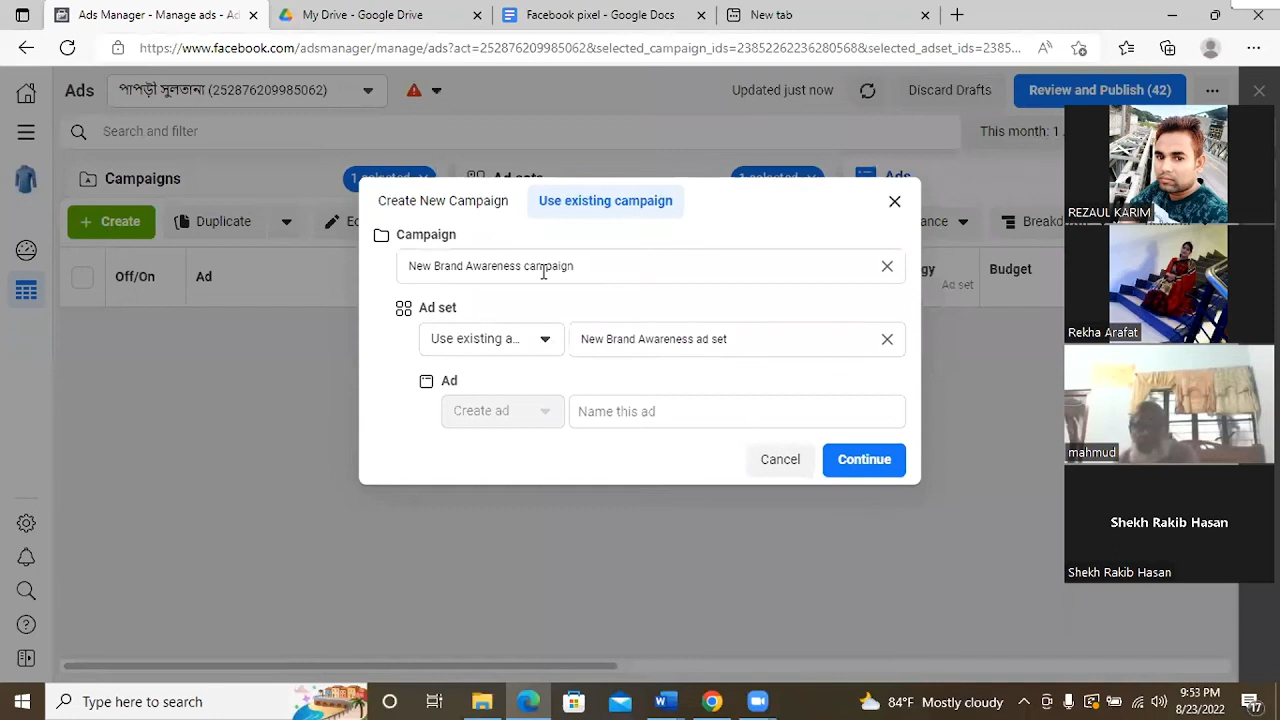 Ads Manager - Manage ads - Ad
My Drive - Google Drive
Facebook pixel - Google Docs
New tab
https://www.facebook.com/adsmanager/manage/ads?act=252876209985062&selected_campaign_ids=23852262236280568&selected_adset_ids=2385...
Ads
পাপড়ী সুলতানা (252876209985062)
Updated just now
Discard Drafts
Review and Publish (42)
Search and filter
This month: 1
Campaigns
1 selected
Ad sets
1 selected
Ads
Create
Duplicate
Ed
Breakd
Off/On
Ad
Ad set
Budget
Create New Campaign
Use existing campaign
Campaign
New Brand Awareness campaign
Ad set
Use existing a...
New Brand Awareness ad set
Ad
Create ad
Name this ad
Cancel
Continue
REZAUL KARIM
Rekha Arafat
mahmud
Shekh Rakib Hasan
Shekh Rakib Hasan
Type here to search
84°F Mostly cloudy
9:53 PM
8/23/2022
17